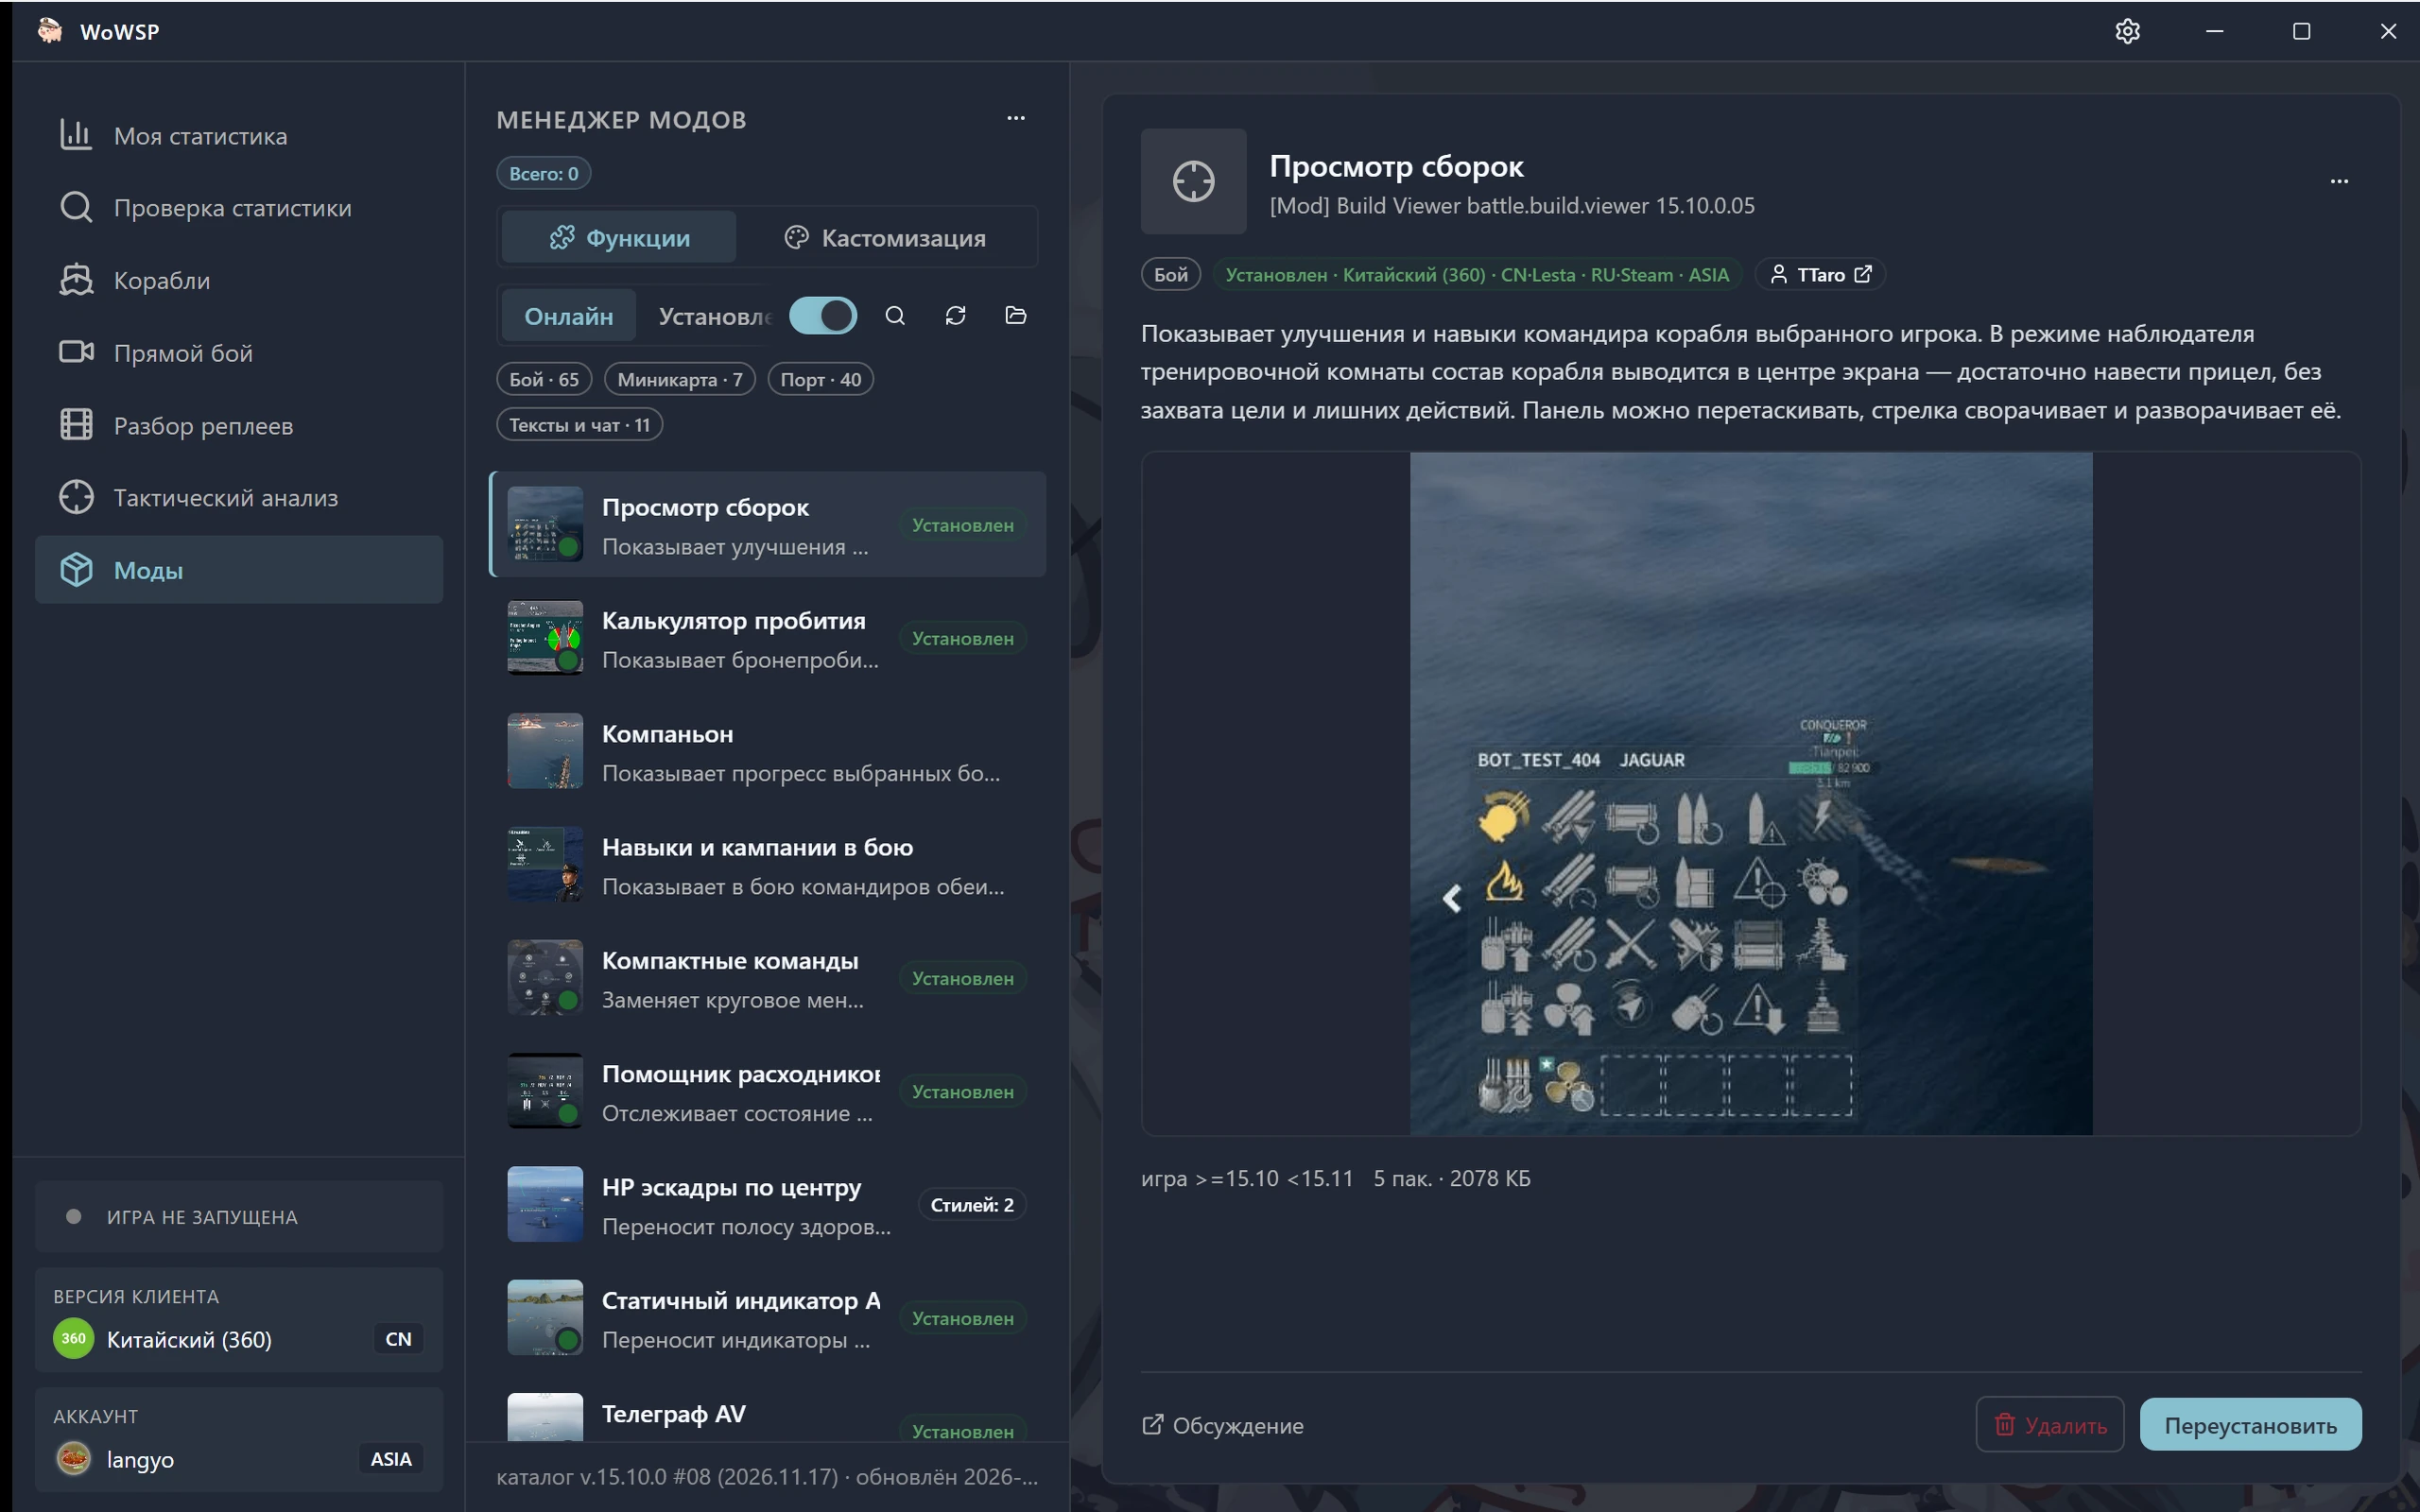 WoWSP
Моя статистика
Проверка статистики
Корабли
Прямой бой
Разбор реплеев
Тактический анализ
Моды
ИГРА НЕ ЗАПУЩЕНА
ВЕРСИЯ КЛИЕНТА
360 Китайский (360) CN
АККАУНТ
langyo ASIA
МЕНЕДЖЕР МОДОВ
Всего: 0
Функции Кастомизация
Онлайн Установле
Бой · 65 Миникарта · 7 Порт · 40
Тексты и чат · 11
Просмотр сборок
Показывает улучшения ...
Установлен
Калькулятор пробития
Показывает бронепроби...
Установлен
Компаньон
Показывает прогресс выбранных бо...
Навыки и кампании в бою
Показывает в бою командиров обеи...
Компактные команды
Заменяет круговое мен...
Установлен
Помощник расходников
Отслеживает состояние ...
Установлен
HP эскадры по центру
Переносит полосу здоров...
Стилей: 2
Статичный индикатор A
Переносит индикаторы ...
Установлен
Телеграф AV
Установлен
каталог v.15.10.0 #08 (2026.11.17) · обновлён 2026-...
Просмотр сборок
[Mod] Build Viewer battle.build.viewer 15.10.0.05
Бой Установлен · Китайский (360) · CN·Lesta · RU·Steam · ASIA TTaro
Показывает улучшения и навыки командира корабля выбранного игрока. В режиме наблюдателя
тренировочной комнаты состав корабля выводится в центре экрана — достаточно навести прицел, без
захвата цели и лишних действий. Панель можно перетаскивать, стрелка сворачивает и разворачивает её.
CONQUEROR
Tianpei
82 900
5.1 km
BOT_TEST_404 JAGUAR
игра >=15.10 <15.11 5 пак. · 2078 КБ
Обсуждение
Удалить
Переустановить